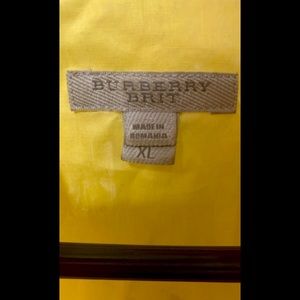 BURBERRY
BRIT
MADE IN
ROMANIA
XL